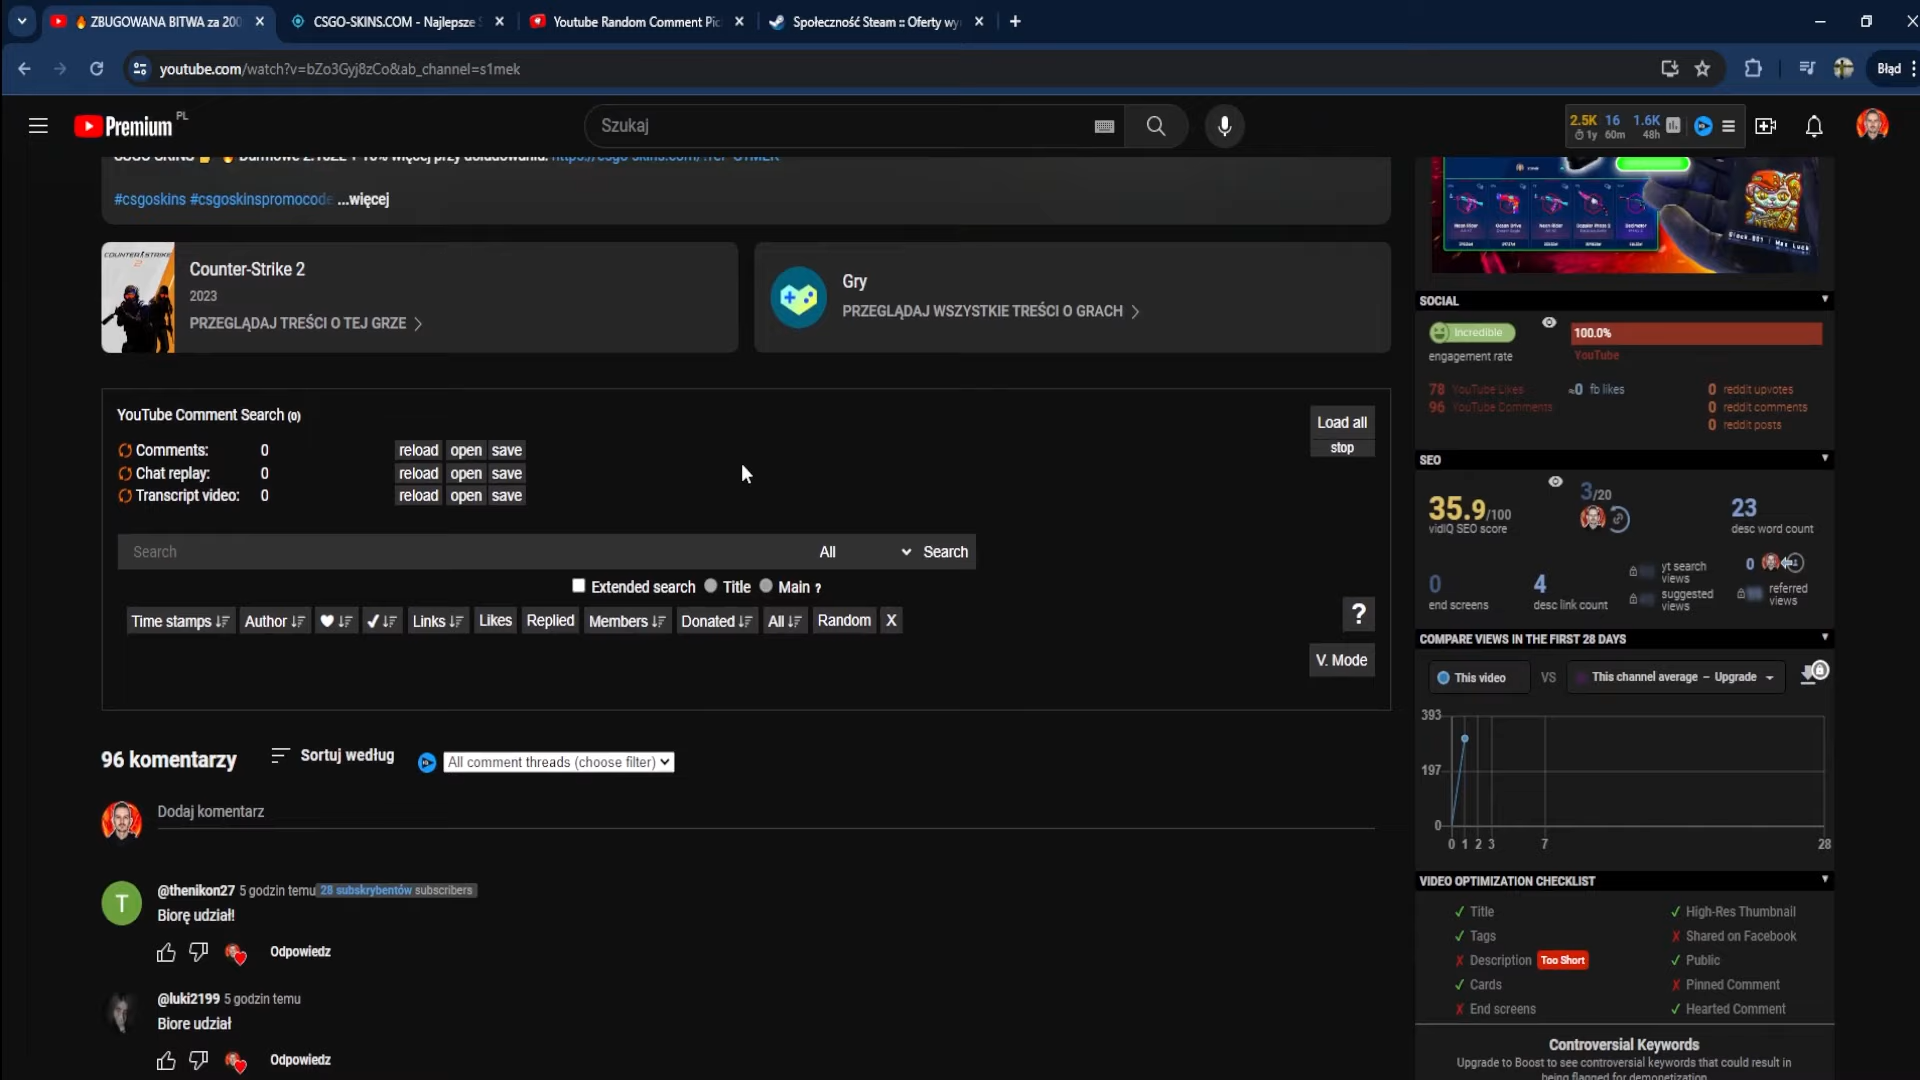 ZBUGOWANA BITWA za 200
CSGO-SKINS.COM - Najlepsze S
Youtube Random Comment Pic
Społeczność Steam :: Oferty wy
youtube.com/watch?v=bZo3Gyj8zCo&ab_channel=s1mek
Błąd
Premium PL
Szukaj
2.5K 16 1.6K
1y 60m 48h
#csgoskins #csgoskinspromocode ...więcej
Counter-Strike 2
2023
PRZEGLĄDAJ TREŚCI O TEJ GRZE
Gry
PRZEGLĄDAJ WSZYSTKIE TREŚCI O GRACH
YouTube Comment Search (0)
Comments: 0 reload open save
Chat replay: 0 reload open save
Transcript video: 0 reload open save
Load all
stop
Search All Search
Extended search Title Main ?
Time stamps Author Links Likes Replied Members Donated All Random X
?
V. Mode
96 komentarzy Sortuj według All comment threads (choose filter)
Dodaj komentarz
T
@thenikon27 5 godzin temu 28 subskrybentów subscribers
Biorę udział!
Odpowiedz
@luki2199 5 godzin temu
Biore udział
Odpowiedz
SOCIAL
Incredible
engagement rate
100.0%
YouTube
78 YouTube Likes ≈0 fb likes 0 reddit upvotes
96 YouTube Comments 0 reddit comments
0 reddit posts
SEO
35.9/100
vidIQ SEO score
3/20
23
desc word count
0
end screens
4
desc link count
yt search views
suggested views
0
referred views
COMPARE VIEWS IN THE FIRST 28 DAYS
This video VS This channel average – Upgrade
393
197
0
0 1 2 3 7 28
VIDEO OPTIMIZATION CHECKLIST
✓ Title ✓ High-Res Thumbnail
✓ Tags ✗ Shared on Facebook
✗ Description Too Short ✓ Public
✓ Cards ✗ Pinned Comment
✗ End screens ✓ Hearted Comment
Controversial Keywords
Upgrade to Boost to see controversial keywords that could result in
being flagged for demonetization